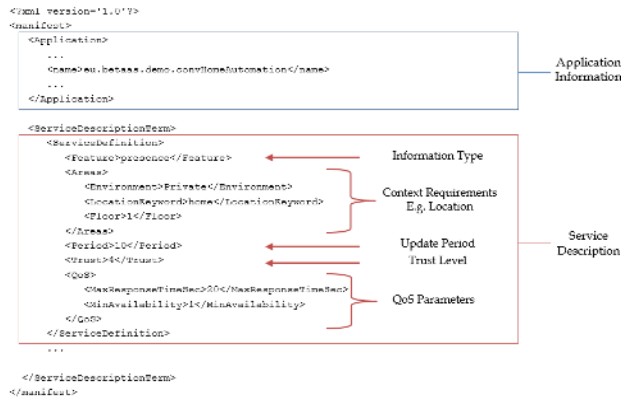 <?xml version='1.0'?>
<manifest>
<Application>
...
<name>eu.betaas.demo.convHomeAutomation</name>
...
</Application>
Application
Information
<ServiceDescriptionTerm>
<ServiceDefinition>
<Feature>presence</Feature>
Information Type
<Areas>
<Environment>Private</Environment>
<LocationKeyword>home</LocationKeyword>
<Floor>1</Floor>
</Areas>
Context Requirements
E.g. Location
<Period>10</Period>
Update Period
<Trust>4</Trust>
Trust Level
<QoS>
<MaxResponseTimeSec>20</MaxResponseTimeSec>
<MinAvailability>1</MinAvailability>
</QoS>
QoS Parameters
</ServiceDefinition>
Service
Description
...
</ServiceDescriptionTerm>
</manifest>